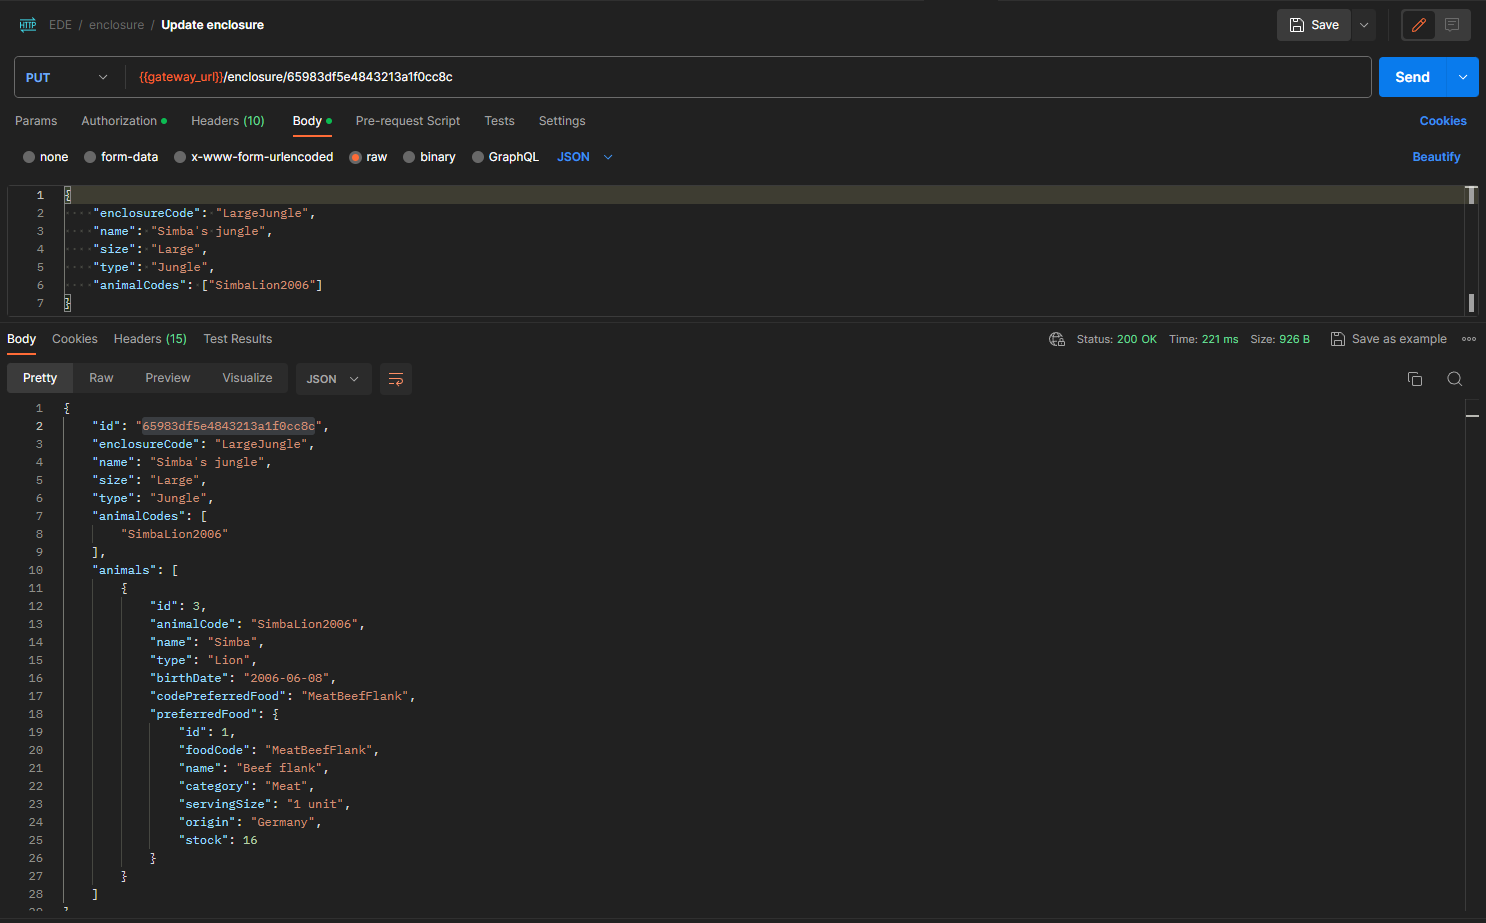 HTTP EDE / enclosure / Update enclosure Save
PUT {{gateway_url}}/enclosure/65983df5e4843213a1f0cc8c Send
Params Authorization Headers (10) Body Pre-request Script Tests Settings Cookies
none form-data x-www-form-urlencoded raw binary GraphQL JSON Beautify
1 {
2 "enclosureCode": "LargeJungle",
3 "name": "Simba's jungle",
4 "size": "Large",
5 "type": "Jungle",
6 "animalCodes": ["SimbaLion2006"]
7 }
Body Cookies Headers (15) Test Results Status: 200 OK Time: 221 ms Size: 926 B Save as example
Pretty Raw Preview Visualize JSON
1 {
2 "id": "65983df5e4843213a1f0cc8c",
3 "enclosureCode": "LargeJungle",
4 "name": "Simba's jungle",
5 "size": "Large",
6 "type": "Jungle",
7 "animalCodes": [
8 "SimbaLion2006"
9 ],
10 "animals": [
11 {
12 "id": 3,
13 "animalCode": "SimbaLion2006",
14 "name": "Simba",
15 "type": "Lion",
16 "birthDate": "2006-06-08",
17 "codePreferredFood": "MeatBeefFlank",
18 "preferredFood": {
19 "id": 1,
20 "foodCode": "MeatBeefFlank",
21 "name": "Beef flank",
22 "category": "Meat",
23 "servingSize": "1 unit",
24 "origin": "Germany",
25 "stock": 16
26 }
27 }
28 ]
29 }